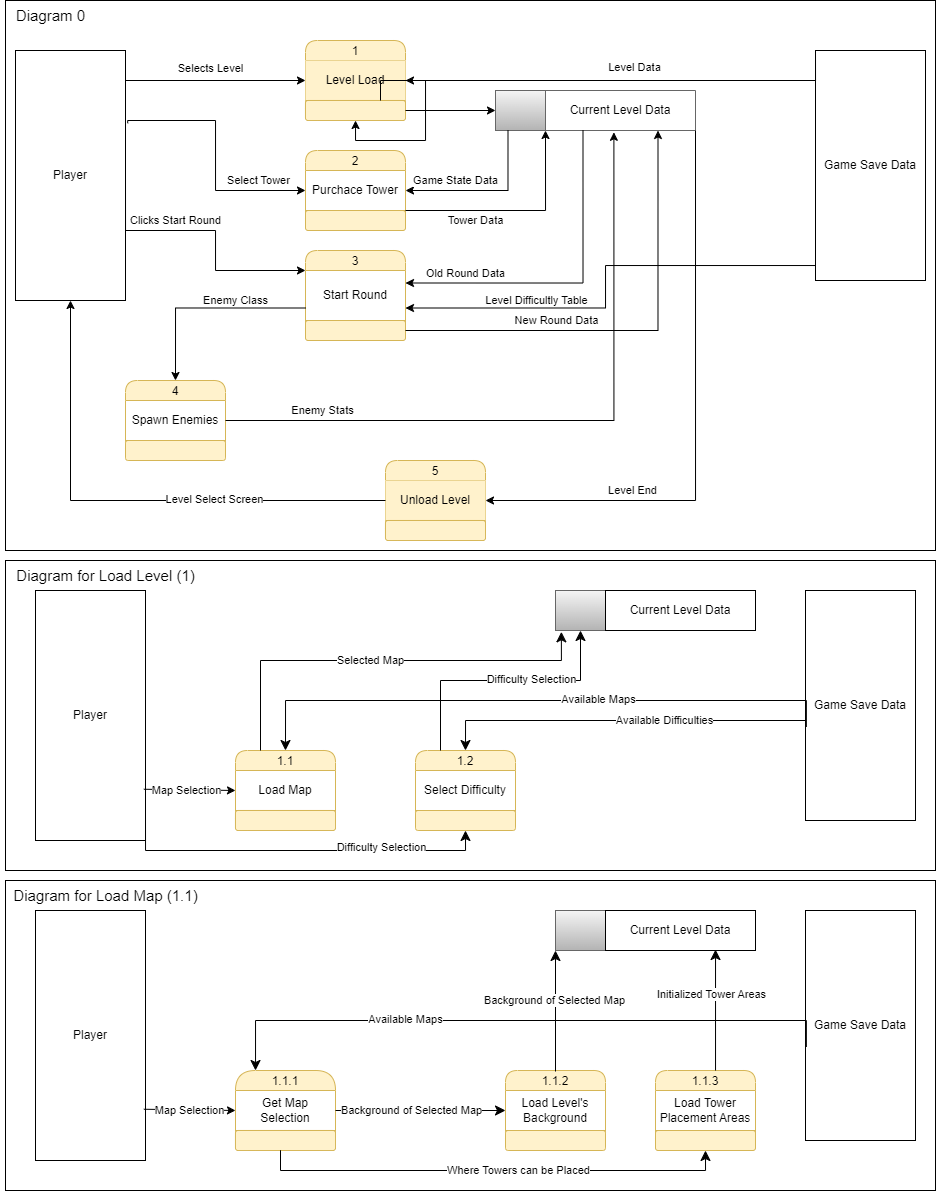 Diagram 0
1
Selects Level
Level Load
Level Data
Current Level Data
Player
Game Save Data
2
Select Tower
Purchace Tower
Game State Data
Tower Data
Clicks Start Round
3
Start Round
Old Round Data
Enemy Class
Level Difficultly Table
New Round Data
4
Spawn Enemies
Enemy Stats
5
Unload Level
Level Select Screen
Level End
Diagram for Load Level (1)
Current Level Data
Selected Map
Difficulty Selection
Available Maps
Available Difficulties
Player
Game Save Data
1.1
1.2
Map Selection
Load Map
Select Difficulty
Difficulty Selection
Diagram for Load Map (1.1)
Current Level Data
Initialized Tower Areas
Background of Selected Map
Available Maps
Player
Game Save Data
1.1.1
1.1.2
1.1.3
Map Selection
Get Map
Selection
Background of Selected Map
Load Level's
Background
Load Tower
Placement Areas
Where Towers can be Placed